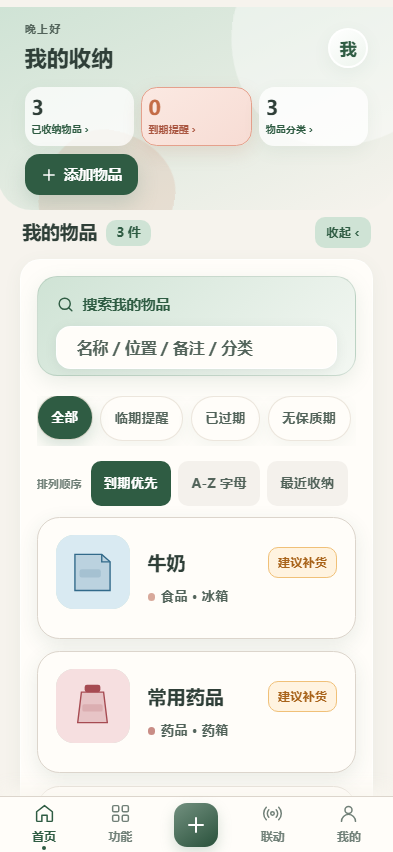 晚上好
我的收纳
我
3
已收纳物品 ›
0
到期提醒 ›
3
物品分类 ›
+ 添加物品
我的物品
3 件
收起 ‹
搜索我的物品
名称 / 位置 / 备注 / 分类
全部
临期提醒
已过期
无保质期
排列顺序
到期优先
A-Z 字母
最近收纳
牛奶
建议补货
食品 • 冰箱
常用药品
建议补货
药品 • 药箱
首页
功能
联动
我的